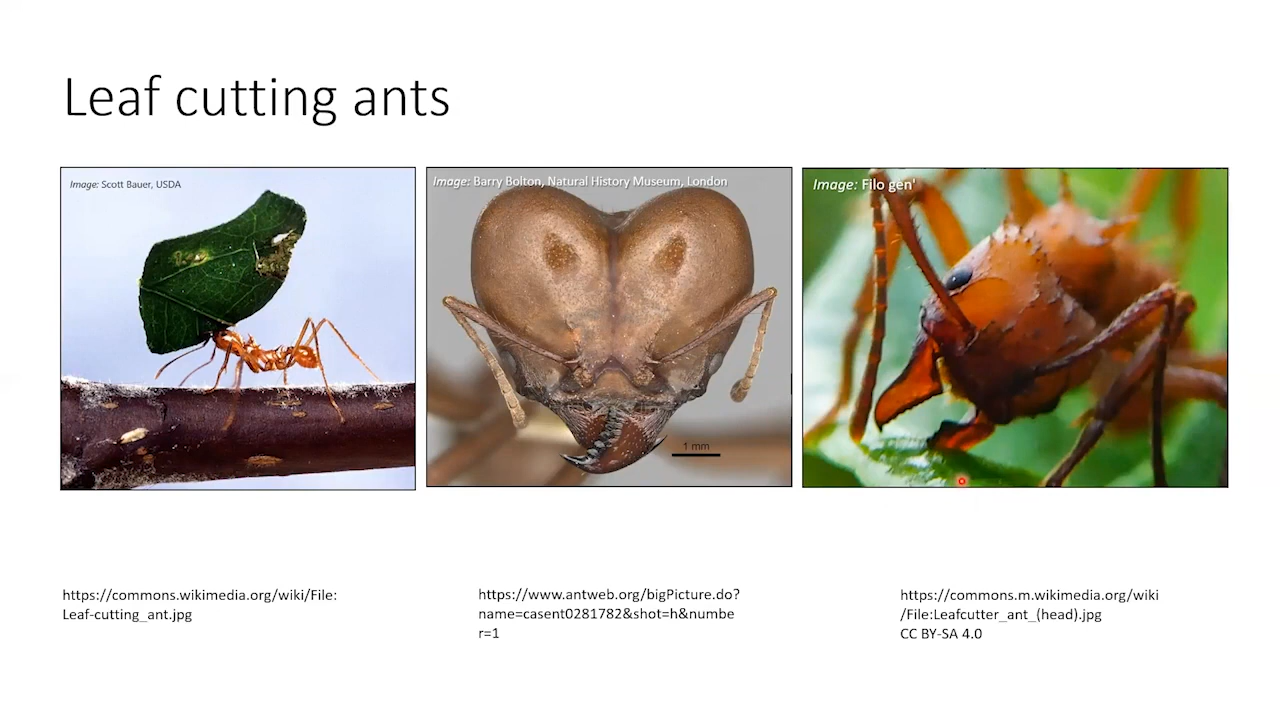 Leaf cutting ants
Image: Scott Bauer, USDA
Image: Barry Bolton, Natural History Museum, London
Image: Filo gen'
1 mm
https://commons.wikimedia.org/wiki/File:
Leaf-cutting_ant.jpg
https://www.antweb.org/bigPicture.do?
name=casent0281782&shot=h&numbe
r=1
https://commons.m.wikimedia.org/wiki
/File:Leafcutter_ant_(head).jpg
CC BY-SA 4.0